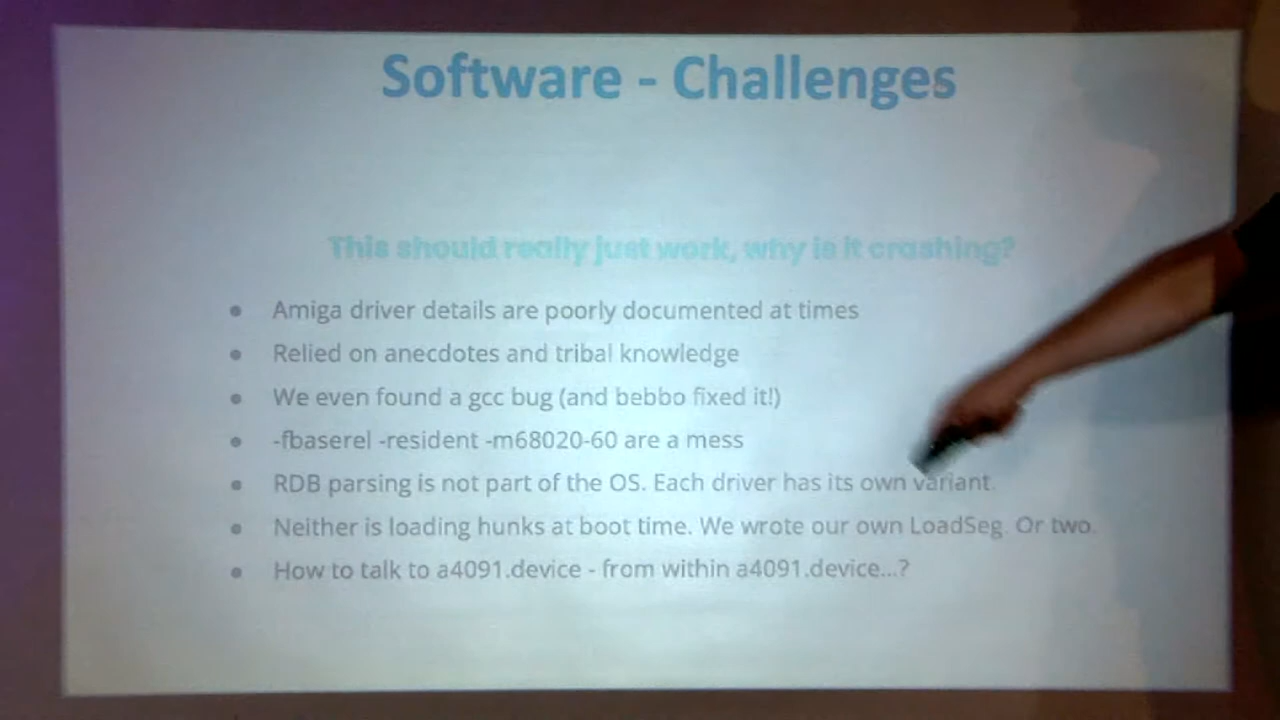 Software - Challenges
This should really just work, why is it crashing?
Amiga driver details are poorly documented at times
Relied on anecdotes and tribal knowledge
We even found a gcc bug (and bebbo fixed it!)
-fbaserel -resident -m68020-60 are a mess
RDB parsing is not part of the OS. Each driver has its own variant.
Neither is loading hunks at boot time. We wrote our own LoadSeg. Or two.
How to talk to a4091.device - from within a4091.device...?